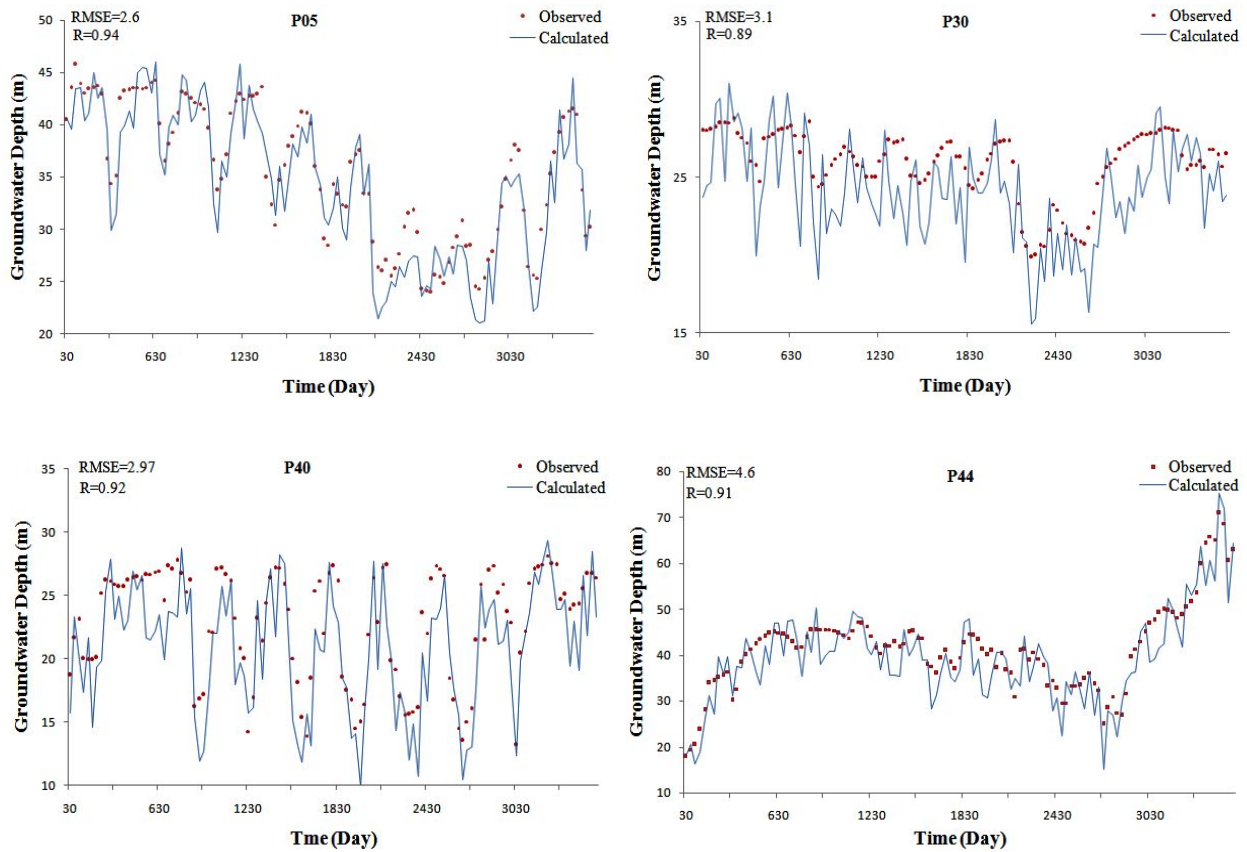 RMSE=2.6
R=0.94
P05
Observed
Calculated
Groundwater Depth (m)
50
45
40
35
30
25
20
30 630 1230 1830 2430 3030
Time (Day)
RMSE=3.1
R=0.89
P30
Observed
Calculated
Groundwater Depth (m)
35
25
15
30 630 1230 1830 2430 3030
Time (Day)
RMSE=2.97
R=0.92
P40
Observed
Calculated
Groundwater Depth (m)
35
30
25
20
15
10
30 630 1230 1830 2430 3030
Tme (Day)
RMSE=4.6
R=0.91
P44
Observed
Calculated
Groundwater Depth (m)
80
70
60
50
40
30
20
10
30 630 1230 1830 2430 3030
Time (Day)